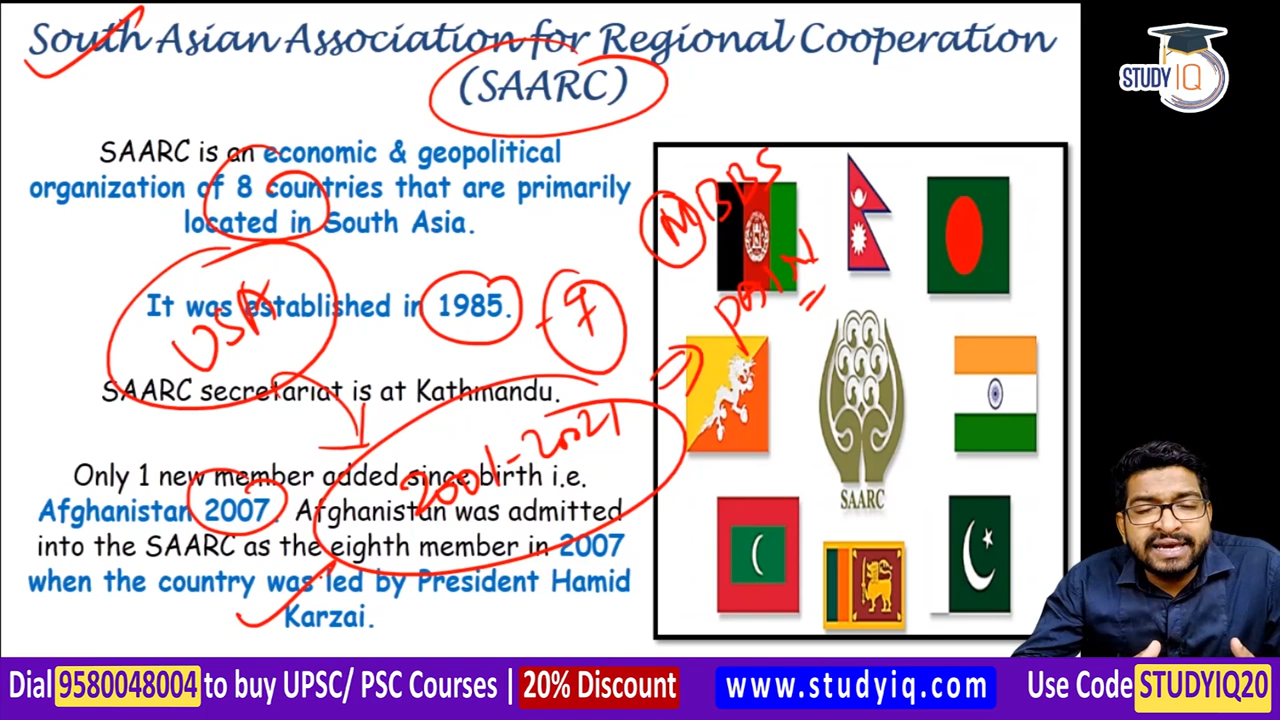 South Asian Association for Regional Cooperation
(SAARC)
STUDY IQ
SAARC is an economic & geopolitical
organization of 8 countries that are primarily
located in South Asia.
MBBS
PAIN
It was established in 1985.
- 7
USA
SAARC secretariat is at Kathmandu.
2001-2021
Only 1 new member added since birth i.e.
Afghanistan 2007. Afghanistan was admitted
into the SAARC as the eighth member in 2007
when the country was led by President Hamid
Karzai.
SAARC
Dial 9580048004 to buy UPSC/ PSC Courses | 20% Discount
www.studyiq.com
Use Code STUDYIQ20